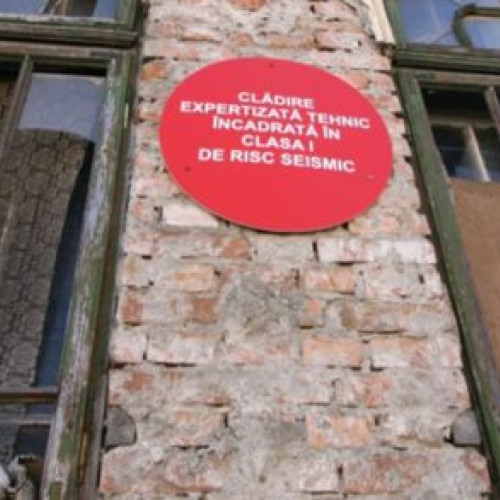 CLĂDIRE
EXPERTIZATĂ TEHNIC
ÎNCADRATĂ ÎN
CLASA I
DE RISC SEISMIC